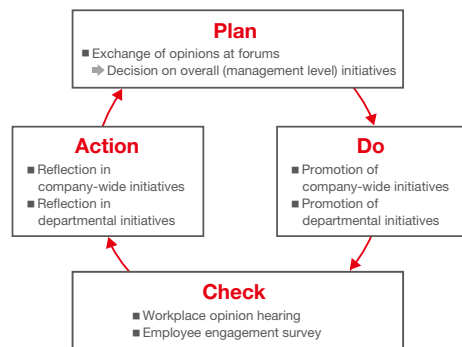 Plan
■ Exchange of opinions at forums
➡ Decision on overall (management level) initiatives
Action
■ Reflection in
company-wide initiatives
■ Reflection in
departmental initiatives
Do
■ Promotion of
company-wide initiatives
■ Promotion of
departmental initiatives
Check
■ Workplace opinion hearing
■ Employee engagement survey